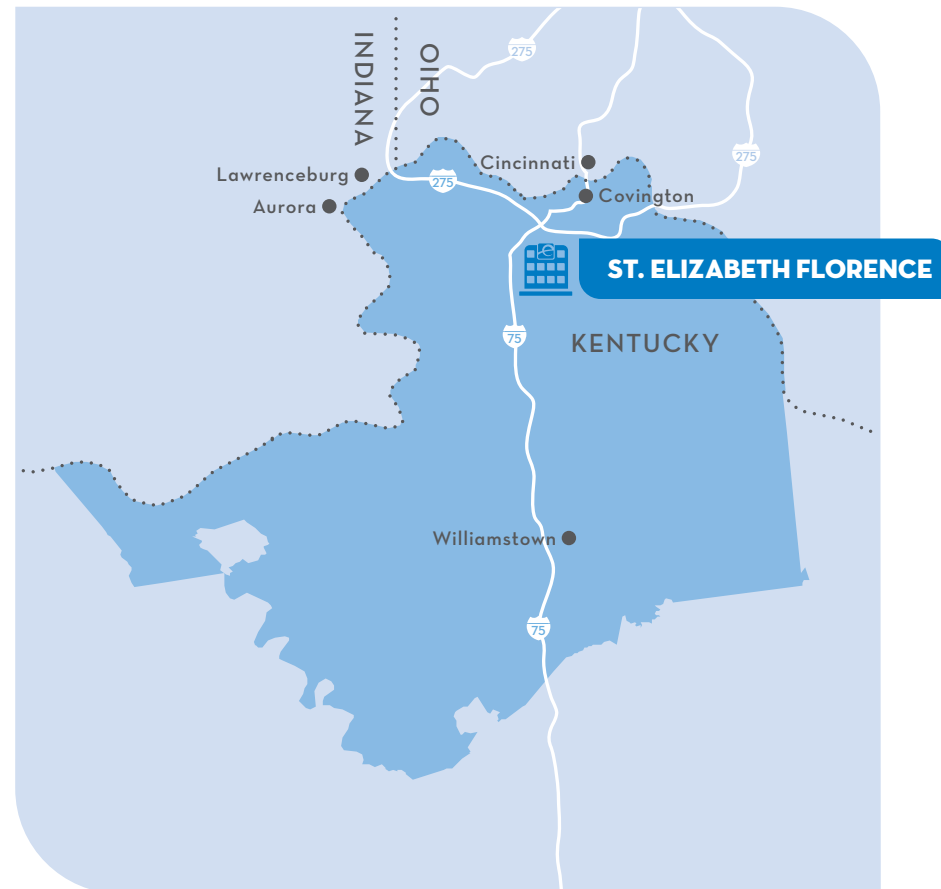 275
INDIANA
OHIO
Cincinnati
275
Lawrenceburg
275
Aurora
Covington
ST. ELIZABETH FLORENCE
75
KENTUCKY
Williamstown
75